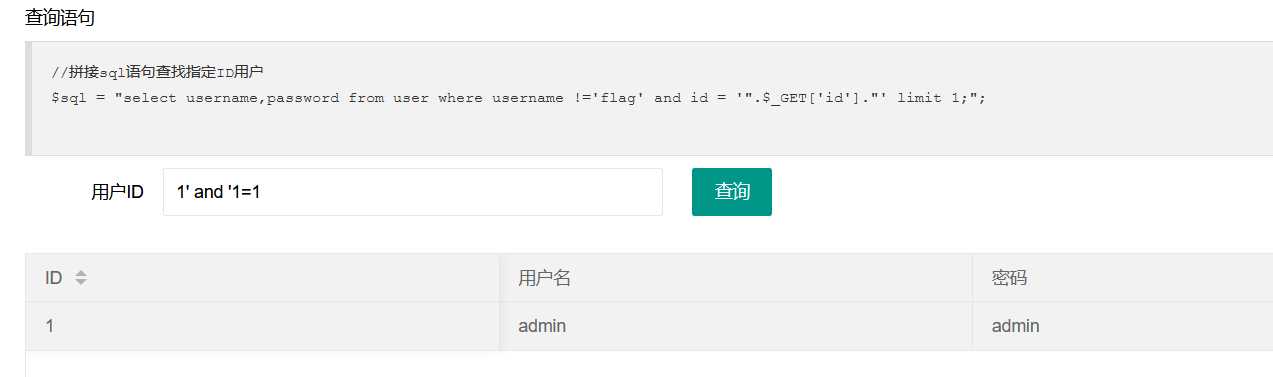 查询语句
//拼接sql语句查找指定ID用户
$sql = "select username,password from user where username !='flag' and id = '".$_GET['id']."' limit 1;";
用户ID 1' and '1=1 查询
ID 用户名 密码
1 admin admin